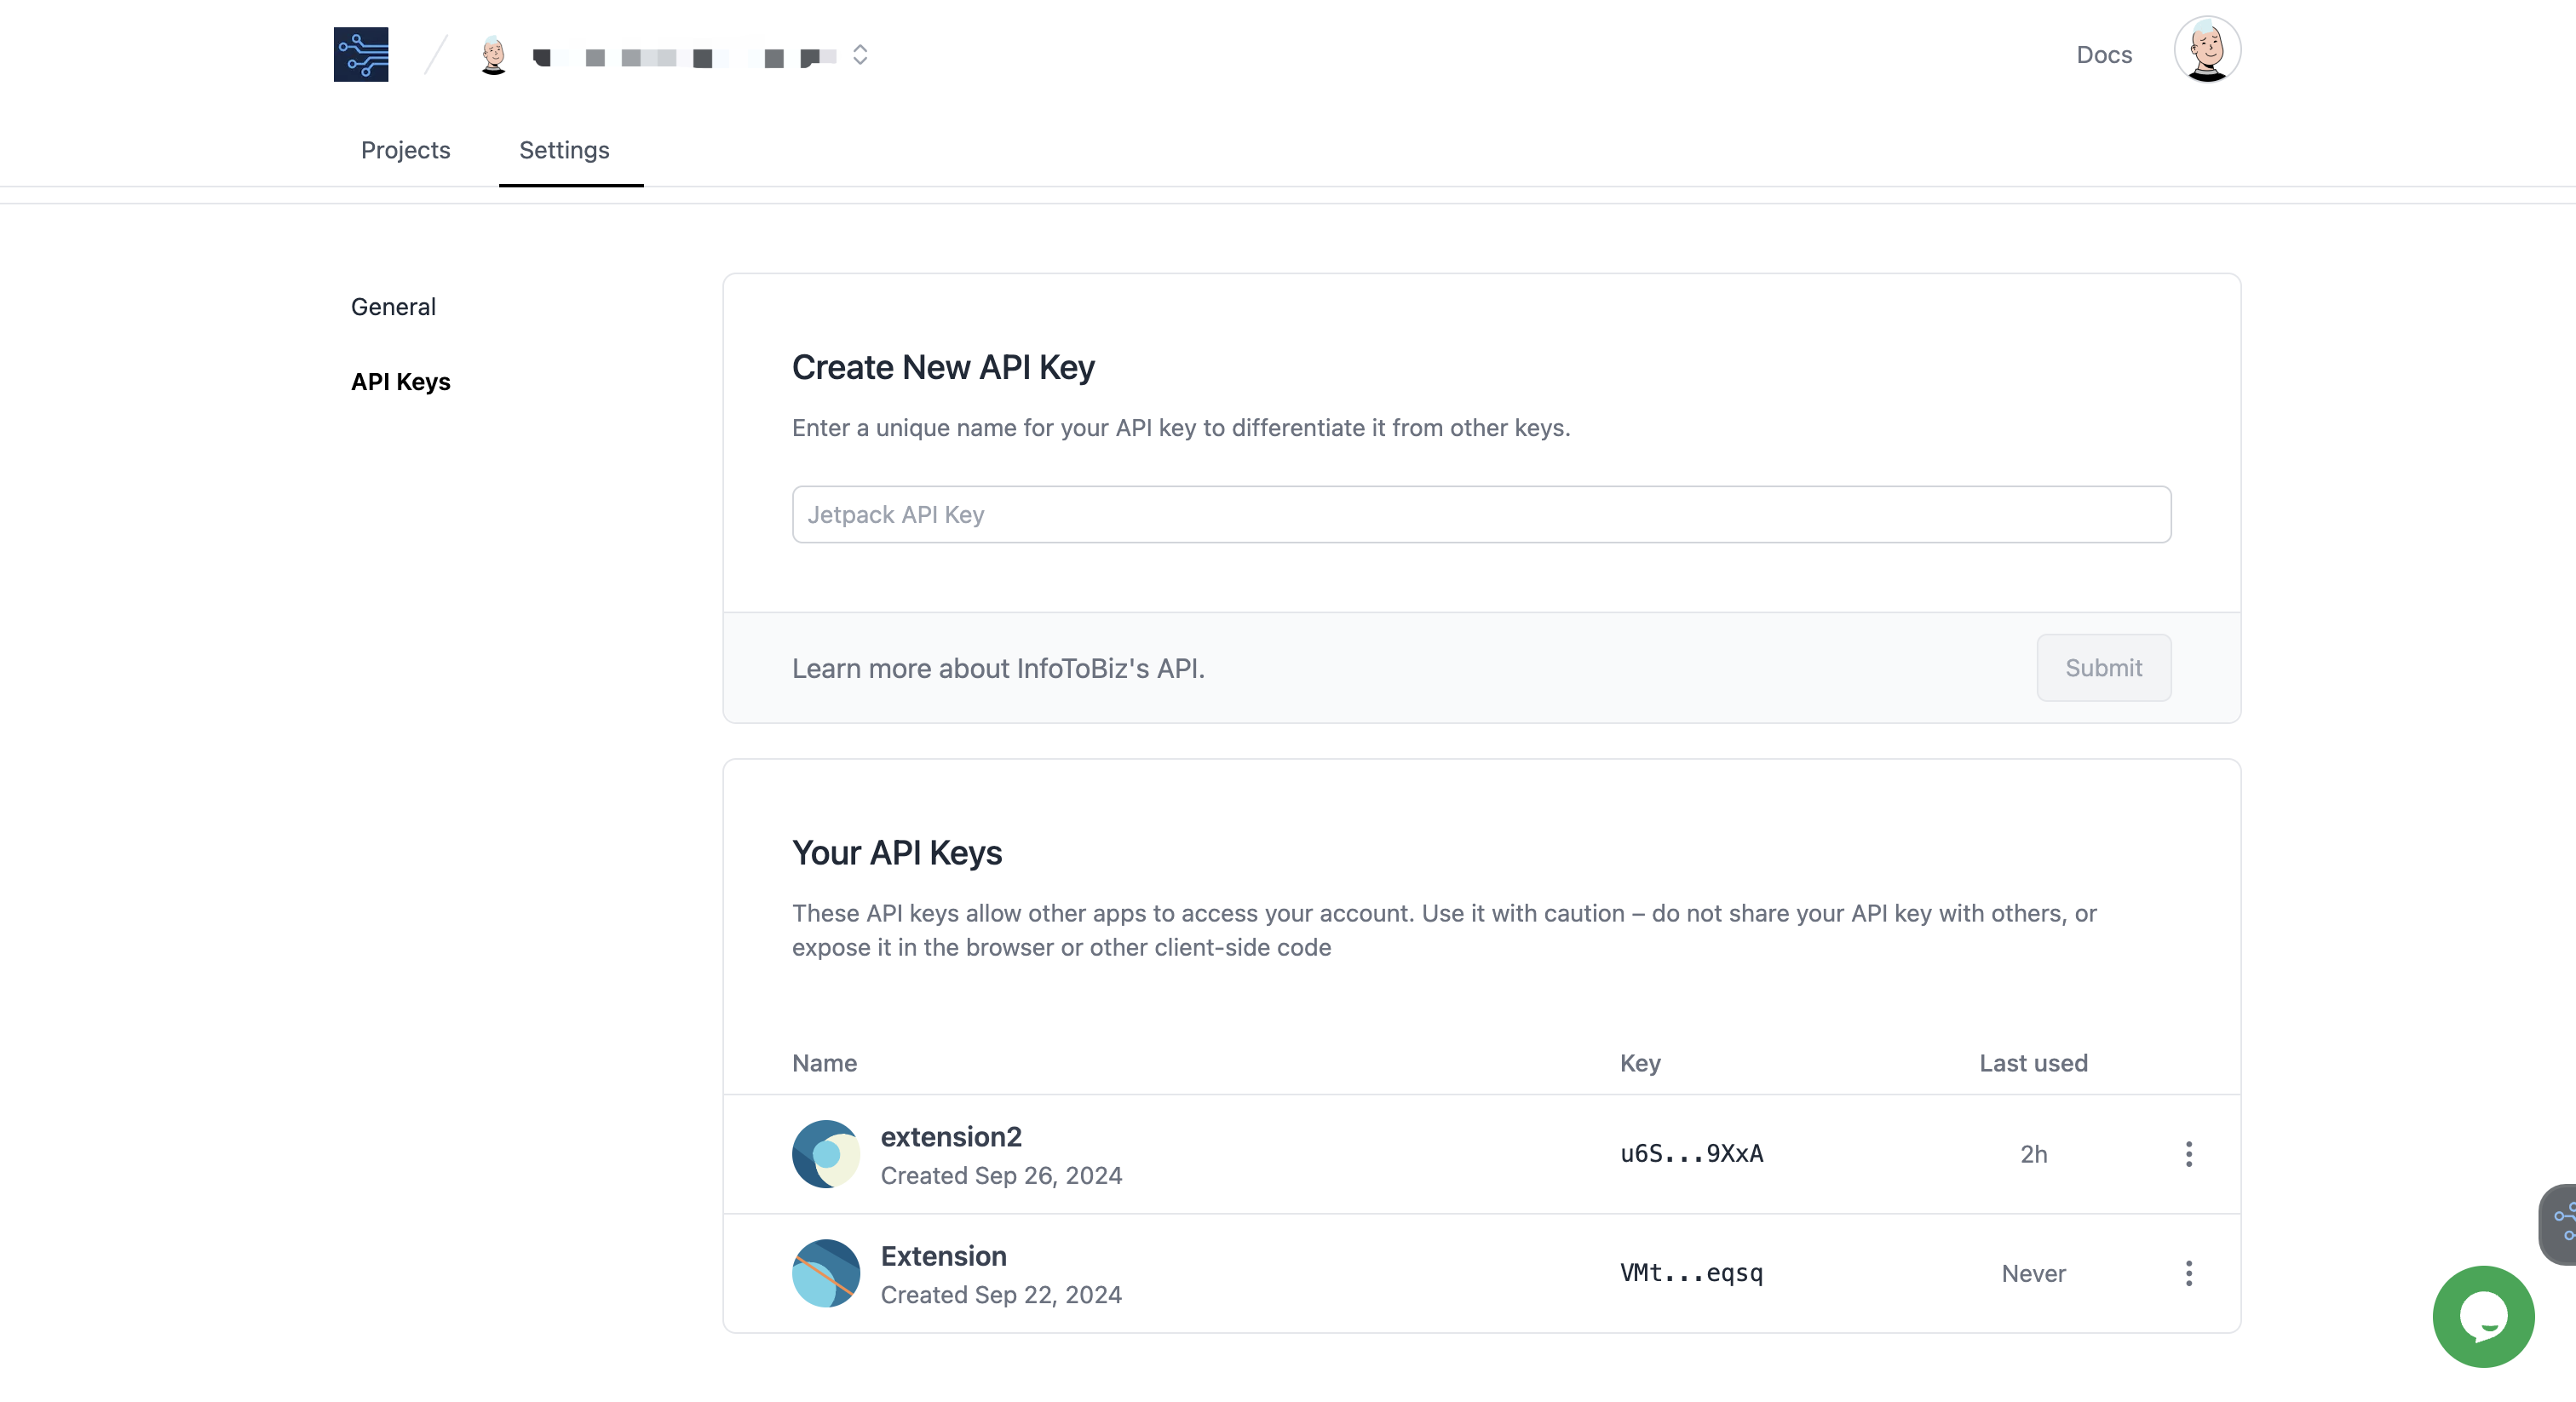 Docs
Projects
Settings
General
API Keys
Create New API Key
Enter a unique name for your API key to differentiate it from other keys.
Jetpack API Key
Learn more about InfoToBiz's API.
Submit
Your API Keys
These API keys allow other apps to access your account. Use it with caution – do not share your API key with others, or
expose it in the browser or other client-side code
Name Key Last used
extension2
Created Sep 26, 2024
u6S...9XxA
2h
Extension
Created Sep 22, 2024
VMt...eqsq
Never